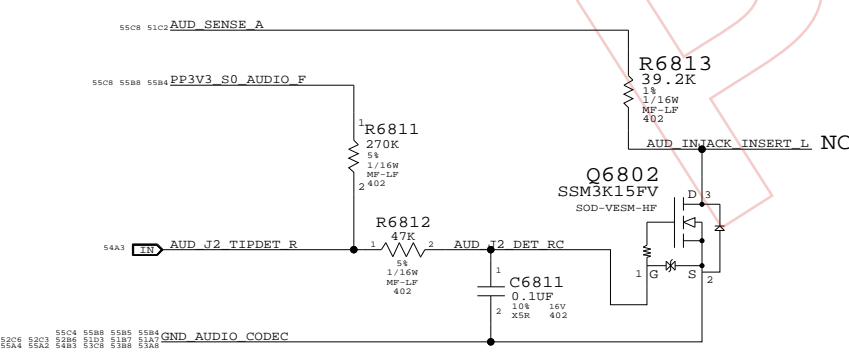 55C8 51C2 AUD_SENSE_A
R6813
39.2K
1%
1/16W
MF-LF
402
55C8 55B8 55B4 PP3V3_S0_AUDIO_F
1
R6811
270K
5%
1/16W
MF-LF
2 402
AUD_INJACK_INSERT_L NC
Q6802
SSM3K15FV
SOD-VESM-HF
D 3
R6812
47K
54A3 IN AUD_J2_TIPDET_R
1 2
AUD_J2_DET_RC
5%
1/16W
MF-LF
402
1 G S 2
1
C6811
0.1UF
10% 16V
2 X5R 402
55C4 55B8 55B5 55B4
52C6 52C3 52B6 51D3 51B7 51A7 GND_AUDIO_CODEC
55A4 55A2 54B3 53C8 53B8 53A8